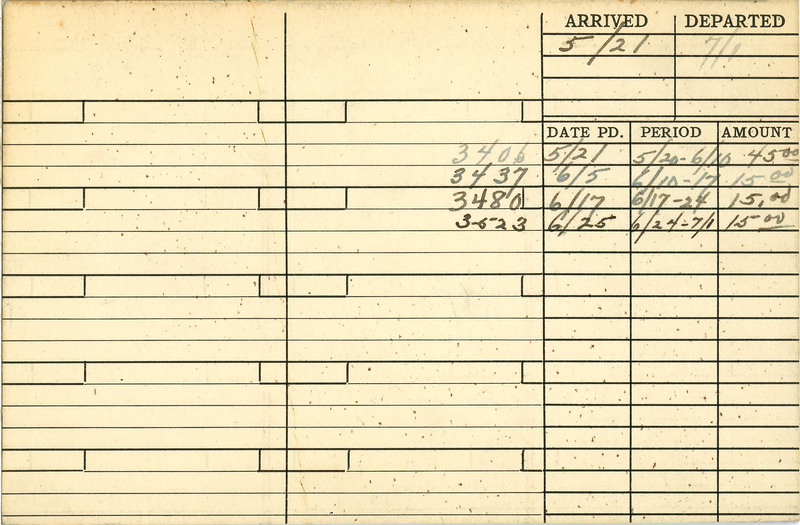 ARRIVED DEPARTED
5/21 7/1
DATE PD. PERIOD AMOUNT
3406 5/21 5/20-6/10 45.00
3437 6/5 6/10-17 15.00
3480 6/17 6/17-24 15.00
3523 6/25 6/24-7/1 15.00